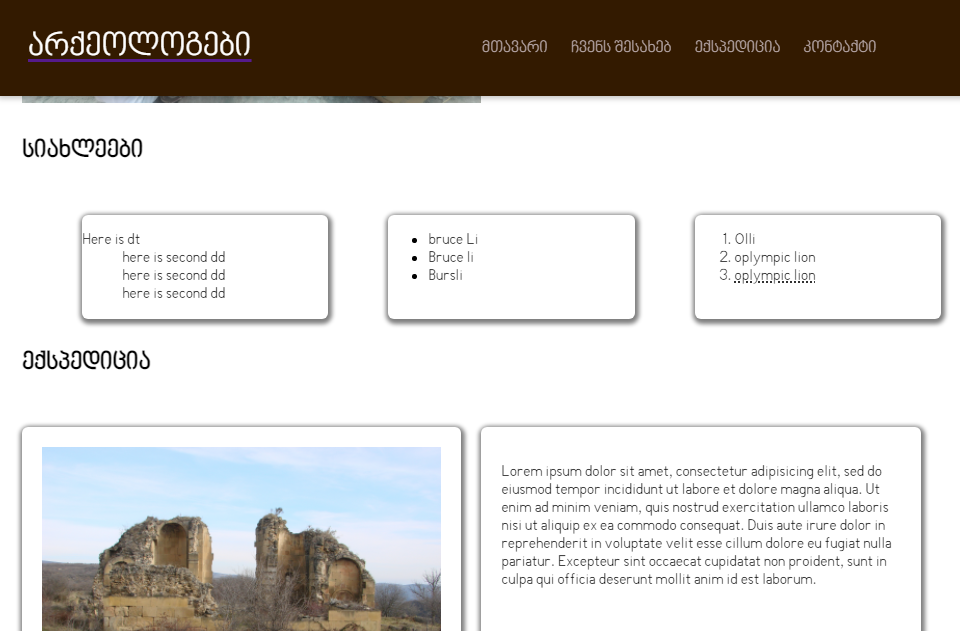 არქეოლოგები
მთავარი ჩვენს შესახებ ექსპედიცია კონტაქტი
სიახლეები
Here is dt
here is second dd
here is second dd
here is second dd
bruce Li
Bruce li
Bursli
1. Olli
2. oplympic lion
3. oplympic lion
ექსპედიცია
Lorem ipsum dolor sit amet, consectetur adipisicing elit, sed do
eiusmod tempor incididunt ut labore et dolore magna aliqua. Ut
enim ad minim veniam, quis nostrud exercitation ullamco laboris
nisi ut aliquip ex ea commodo consequat. Duis aute irure dolor in
reprehenderit in voluptate velit esse cillum dolore eu fugiat nulla
pariatur. Excepteur sint occaecat cupidatat non proident, sunt in
culpa qui officia deserunt mollit anim id est laborum.